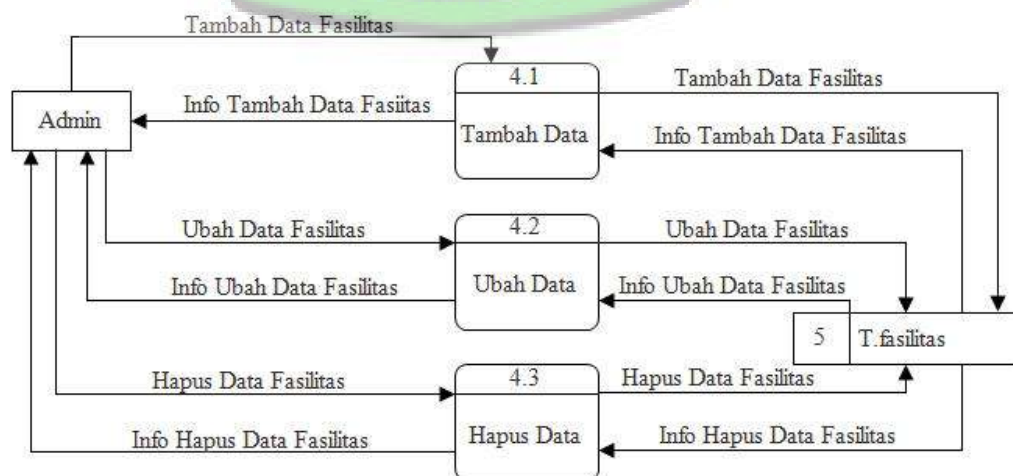 Tambah Data Fasilitas
4.1
Tambah Data Fasilitas
Info Tambah Data Fasiitas
Admin
Tambah Data
Info Tambah Data Fasilitas
4.2
Ubah Data Fasilitas
Ubah Data Fasilitas
Info Ubah Data Fasilitas
Ubah Data
Info Ubah Data Fasilitas
5
T.fasilitas
4.3
Hapus Data Fasilitas
Hapus Data Fasilitas
Info Hapus Data Fasilitas
Hapus Data
Info Hapus Data Fasilitas